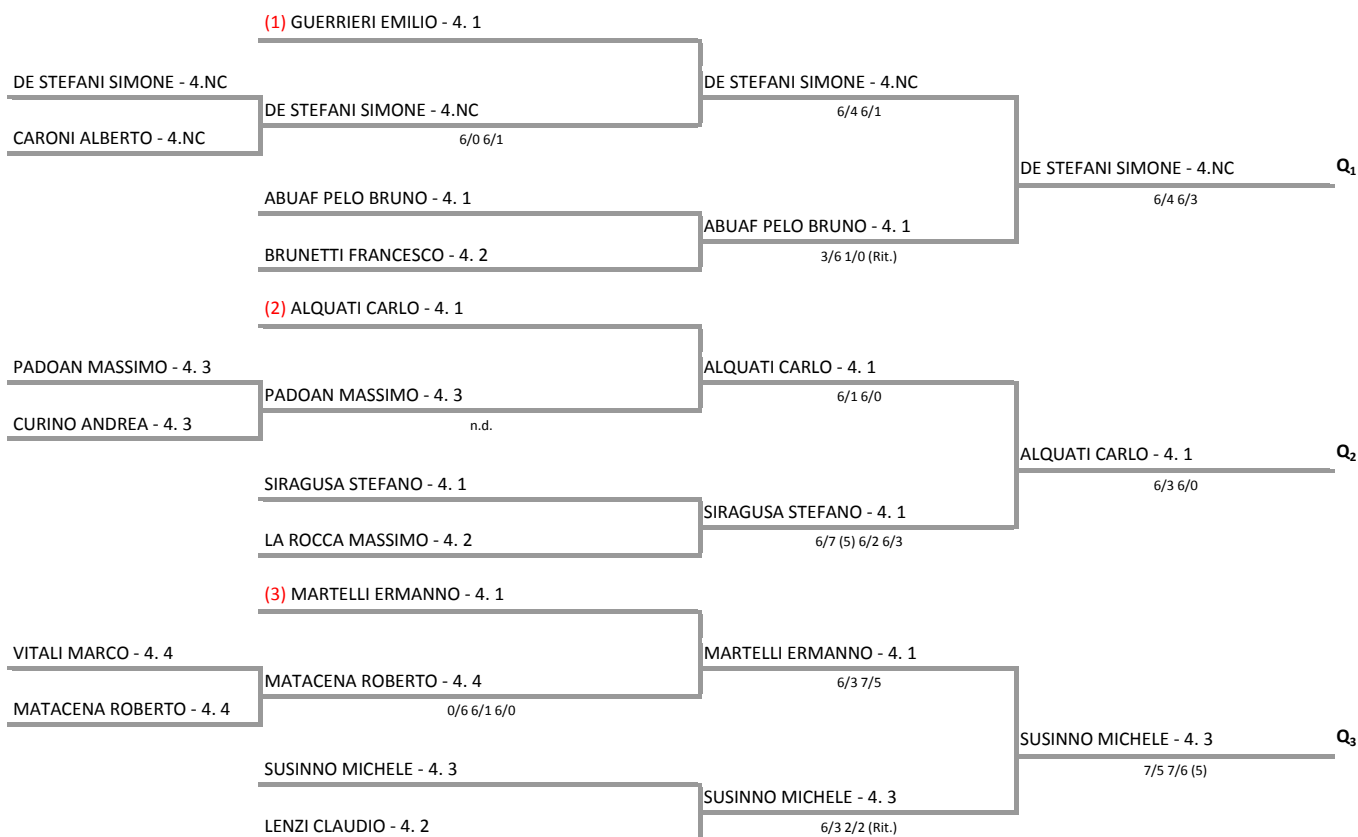 (1) GUERRIERI EMILIO - 4. 1
DE STEFANI SIMONE - 4.NC
DE STEFANI SIMONE - 4.NC
6/4 6/1
DE STEFANI SIMONE - 4.NC
6/0 6/1
CARONI ALBERTO - 4.NC
DE STEFANI SIMONE - 4.NC
Q1
6/4 6/3
ABUAF PELO BRUNO - 4. 1
ABUAF PELO BRUNO - 4. 1
3/6 1/0 (Rit.)
BRUNETTI FRANCESCO - 4. 2
(2) ALQUATI CARLO - 4. 1
PADOAN MASSIMO - 4. 3
ALQUATI CARLO - 4. 1
6/1 6/0
PADOAN MASSIMO - 4. 3
n.d.
CURINO ANDREA - 4. 3
ALQUATI CARLO - 4. 1
Q2
6/3 6/0
SIRAGUSA STEFANO - 4. 1
SIRAGUSA STEFANO - 4. 1
6/7 (5) 6/2 6/3
LA ROCCA MASSIMO - 4. 2
(3) MARTELLI ERMANNO - 4. 1
VITALI MARCO - 4. 4
MARTELLI ERMANNO - 4. 1
6/3 7/5
MATACENA ROBERTO - 4. 4
0/6 6/1 6/0
MATACENA ROBERTO - 4. 4
SUSINNO MICHELE - 4. 3
Q3
7/5 7/6 (5)
SUSINNO MICHELE - 4. 3
SUSINNO MICHELE - 4. 3
6/3 2/2 (Rit.)
LENZI CLAUDIO - 4. 2